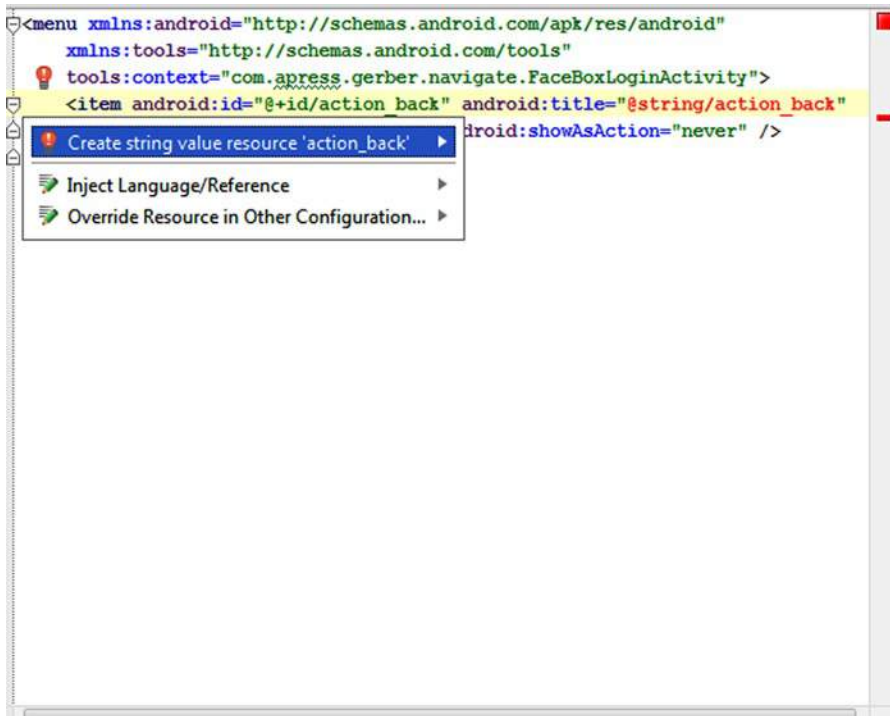 <menu xmlns:android="http://schemas.android.com/apk/res/android"
xmlns:tools="http://schemas.android.com/tools"
tools:context="com.apress.gerber.navigate.FaceBoxLoginActivity">
<item android:id="@+id/action_back" android:title="@string/action_back"
droid:showAsAction="never" />
Create string value resource 'action_back'
Inject Language/Reference
Override Resource in Other Configuration...